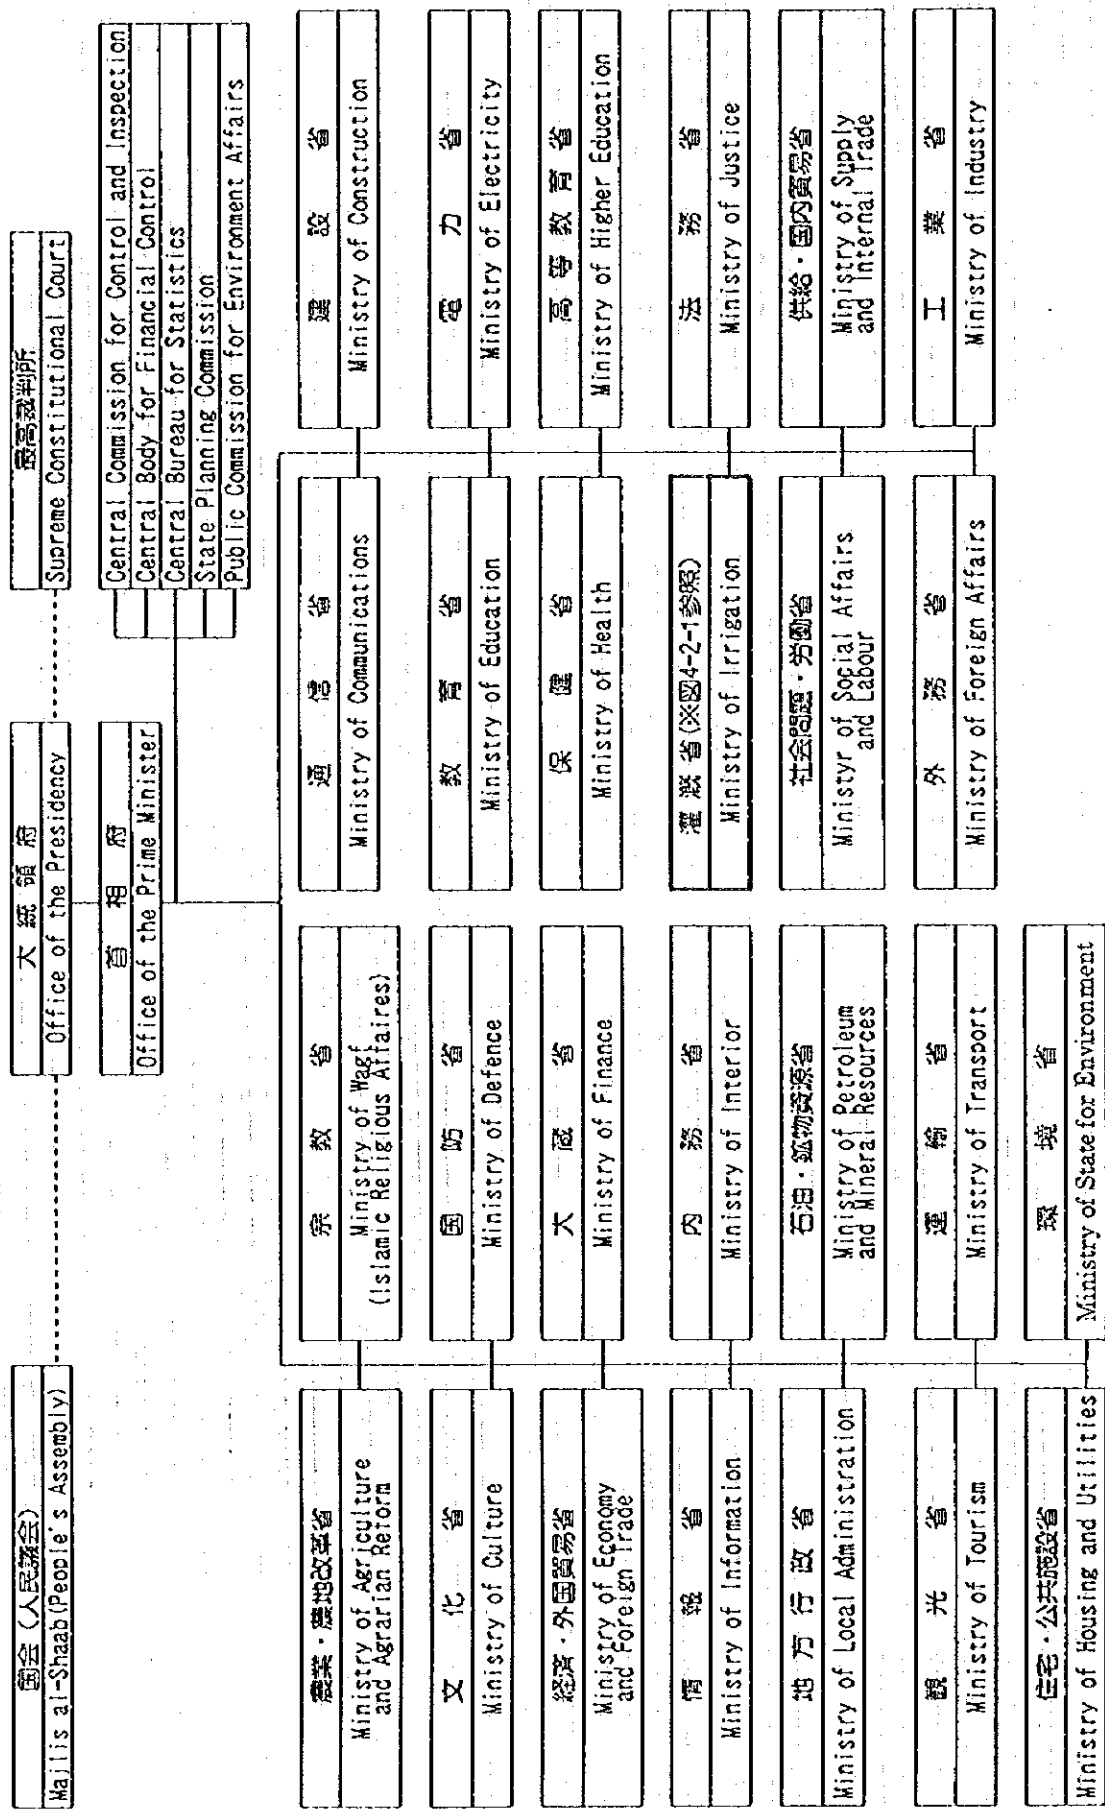 国会(人民議会)
Majlis al-Shaab(People's Assembly)
大統領府
Office of the Presidency
最高裁判所
Supreme Constitutional Court
首相府
Office of the Prime Minister
Central Commission for Control and Inspection
Central Body for Financial Control
Central Bureau for Statistics
State Planning Commission
Public Commission for Environment Affairs
農業・農地改革省
Ministry of Agriculture
and Agrarian Reform
宗教省
Ministry of Waqf
(Islamic Religious Affaires)
通信省
Ministry of Communications
建設省
Ministry of Construction
文化省
Ministry of Culture
国防省
Ministry of Defence
教育省
Ministry of Education
電力省
Ministry of Electricity
経済・外国貿易省
Ministry of Economy
and Foreign Trade
大蔵省
Ministry of Finance
保健省
Ministry of Health
高等教育省
Ministry of Higher Education
情報省
Ministry of Information
内務省
Ministry of Interior
灌漑省(※図4-2-1参照)
Ministry of Irrigation
法務省
Ministry of Justice
地方行政省
Ministry of Local Administration
石油・鉱物資源省
Ministry of Petroleum
and Mineral Resources
社会問題・労働省
Ministyr of Social Affairs
and Labour
供給・国内貿易省
Ministry of Supply
and Internal Trade
観光省
Ministry of Tourism
運輸省
Ministry of Transport
外務省
Ministry of Foreign Affairs
工業省
Ministry of Industry
住宅・公共施設省
Ministry of Housing and Utilities
環境省
Ministry of State for Environment